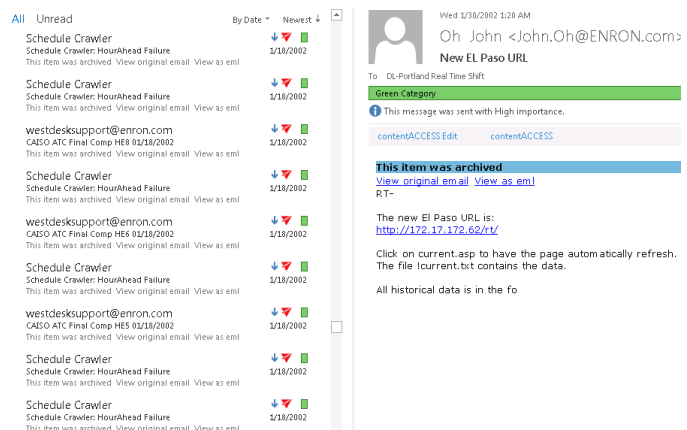 All Unread By Date Newest
Schedule Crawler
Schedule Crawler: HourAhead Failure 1/18/2002
This item was archived View original email View as eml
Schedule Crawler
Schedule Crawler: HourAhead Failure 1/18/2002
This item was archived View original email View as eml
westdesksupport@enron.com
CAISO ATC Final Comp HE8 01/18/2002 1/18/2002
This item was archived View original email View as eml
Schedule Crawler
Schedule Crawler: HourAhead Failure 1/18/2002
This item was archived View original email View as eml
westdesksupport@enron.com
CAISO ATC Final Comp HE6 01/18/2002 1/18/2002
This item was archived View original email View as eml
Schedule Crawler
Schedule Crawler: HourAhead Failure 1/18/2002
This item was archived View original email View as eml
westdesksupport@enron.com
CAISO ATC Final Comp HE5 01/18/2002 1/18/2002
This item was archived View original email View as eml
Schedule Crawler
Schedule Crawler: HourAhead Failure 1/18/2002
This item was archived View original email View as eml
Schedule Crawler
Schedule Crawler: HourAhead Failure 1/18/2002
This item was archived View original email View as eml
Wed 1/30/2002 1:20 AM
Oh John <John.Oh@ENRON.com>
New EL Paso URL
To DL-Portland Real Time Shift
Green Category
This message was sent with High importance.
contentACCESS Edit contentACCESS
This item was archived
View original email View as eml
RT-
The new El Paso URL is:
http://172.17.172.62/rt/
Click on current.asp to have the page automatically refresh.
The file !current.txt contains the data.
All historical data is in the fo